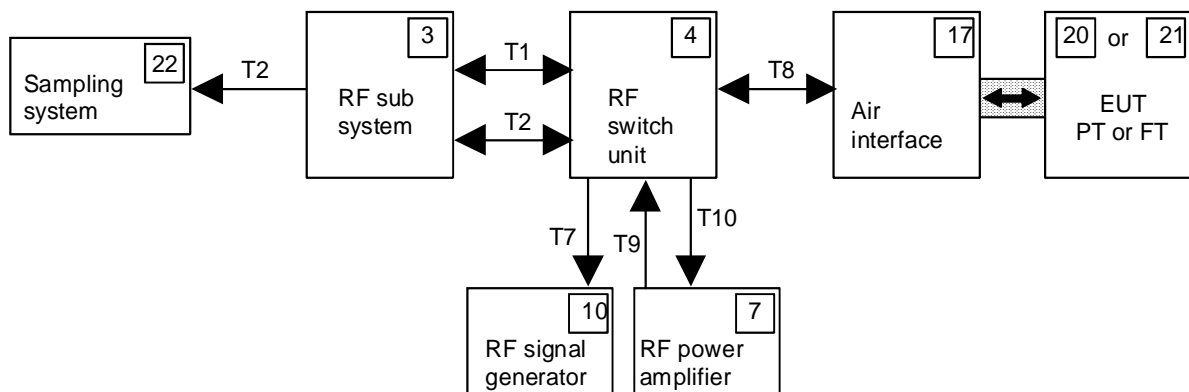 22
Sampling
system
T2
3
RF sub
system
T1
T2
4
RF
switch
unit
T8
17
Air
interface
20 or 21
EUT
PT or FT
T7
T9
T10
10
RF signal
generator
7
RF power
amplifier